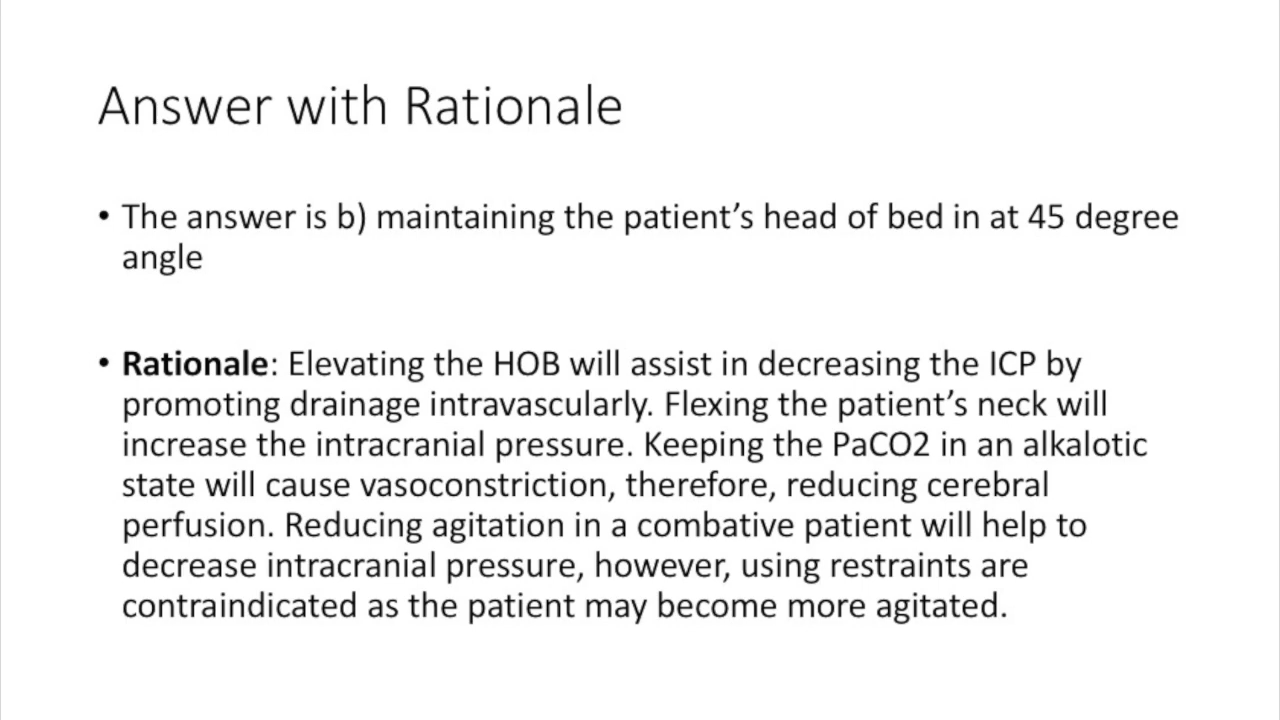 Answer with Rationale
• The answer is b) maintaining the patient’s head of bed in at 45 degree
angle
• Rationale: Elevating the HOB will assist in decreasing the ICP by
promoting drainage intravascularly. Flexing the patient’s neck will
increase the intracranial pressure. Keeping the PaCO2 in an alkalotic
state will cause vasoconstriction, therefore, reducing cerebral
perfusion. Reducing agitation in a combative patient will help to
decrease intracranial pressure, however, using restraints are
contraindicated as the patient may become more agitated.